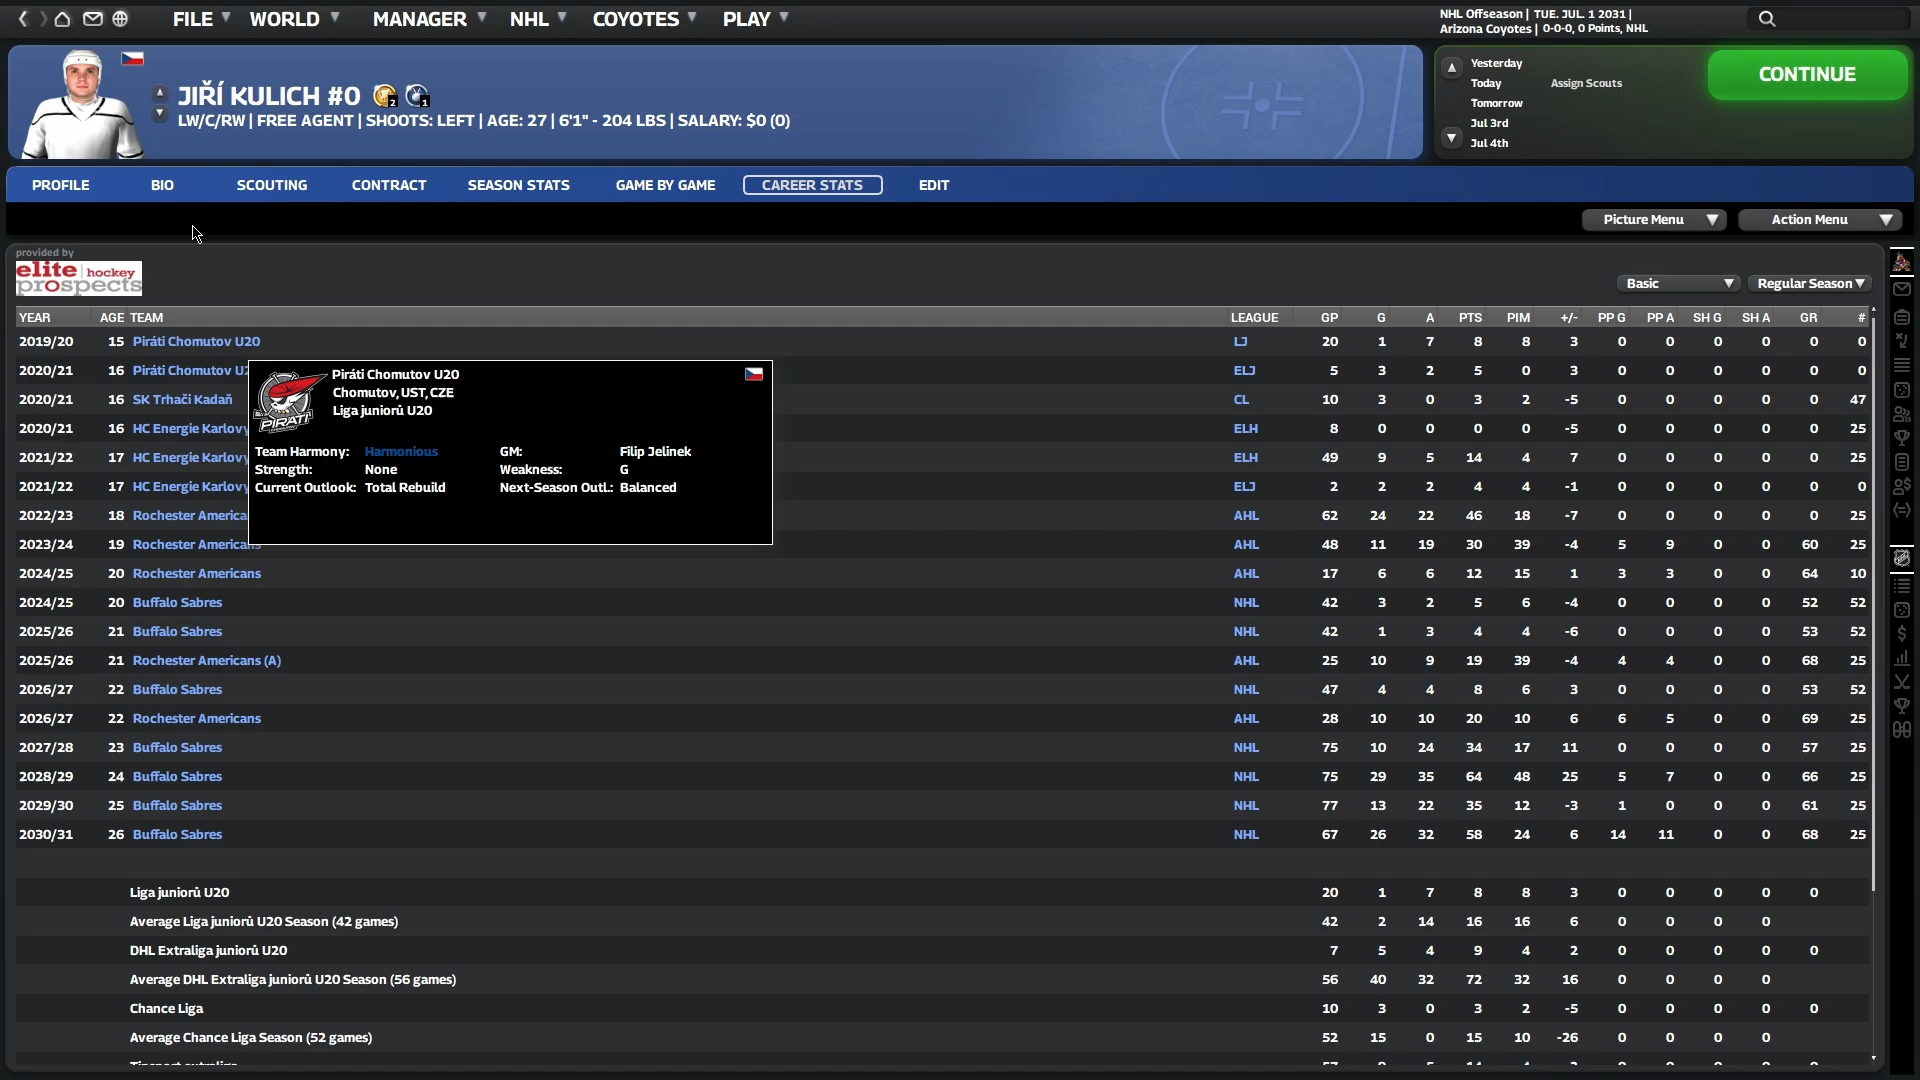 FILE WORLD MANAGER NHL COYOTES PLAY
NHL Offseason | TUE. JUL. 1 2031 |
Arizona Coyotes | 0-0-0, 0 Points, NHL
JIŘÍ KULICH #0 2 1
LW/C/RW | FREE AGENT | SHOOTS: LEFT | AGE: 27 | 6'1" - 204 LBS | SALARY: $0 (0)
Yesterday
Today Assign Scouts
Tomorrow
Jul 3rd
Jul 4th
CONTINUE
PROFILE BIO SCOUTING CONTRACT SEASON STATS GAME BY GAME CAREER STATS EDIT
Picture Menu Action Menu
provided by
elite hockey
prospects
Basic Regular Season
YEAR AGE TEAM LEAGUE GP G A PTS PIM +/- PP G PP A SH G SH A GR #
2019/20 15 Piráti Chomutov U20 LJ 20 1 7 8 8 3 0 0 0 0 0 0
2020/21 16 Piráti Chomutov U2 ELJ 5 3 2 5 0 3 0 0 0 0 0 0
2020/21 16 SK Trhači Kadaň CL 10 3 0 3 2 -5 0 0 0 0 0 47
2020/21 16 HC Energie Karlovy ELH 8 0 0 0 0 -5 0 0 0 0 0 25
2021/22 17 HC Energie Karlovy ELH 49 9 5 14 4 7 0 0 0 0 0 25
2021/22 17 HC Energie Karlovy ELJ 2 2 2 4 4 -1 0 0 0 0 0 0
2022/23 18 Rochester America AHL 62 24 22 46 18 -7 0 0 0 0 0 25
2023/24 19 Rochester Americans AHL 48 11 19 30 39 -4 5 9 0 0 60 25
2024/25 20 Rochester Americans AHL 17 6 6 12 15 1 3 3 0 0 64 10
2024/25 20 Buffalo Sabres NHL 42 3 2 5 6 -4 0 0 0 0 52 52
2025/26 21 Buffalo Sabres NHL 42 1 3 4 4 -6 0 0 0 0 53 52
2025/26 21 Rochester Americans (A) AHL 25 10 9 19 39 -4 4 4 0 0 68 25
2026/27 22 Buffalo Sabres NHL 47 4 4 8 6 3 0 0 0 0 53 52
2026/27 22 Rochester Americans AHL 28 10 10 20 10 6 6 5 0 0 69 25
2027/28 23 Buffalo Sabres NHL 75 10 24 34 17 11 0 0 0 0 57 25
2028/29 24 Buffalo Sabres NHL 75 29 35 64 48 25 5 7 0 0 66 25
2029/30 25 Buffalo Sabres NHL 77 13 22 35 12 -3 1 0 0 0 61 25
2030/31 26 Buffalo Sabres NHL 67 26 32 58 24 6 14 11 0 0 68 25
Piráti Chomutov U20
Chomutov, UST, CZE
Liga juniorů U20
PIRÁTI
Team Harmony: Harmonious GM: Filip Jelinek
Strength: None Weakness: G
Current Outlook: Total Rebuild Next-Season Outl.: Balanced
Liga juniorů U20 20 1 7 8 8 3 0 0 0 0 0
Average Liga juniorů U20 Season (42 games) 42 2 14 16 16 6 0 0 0 0
DHL Extraliga juniorů U20 7 5 4 9 4 2 0 0 0 0 0
Average DHL Extraliga juniorů U20 Season (56 games) 56 40 32 72 32 16 0 0 0 0
Chance Liga 10 3 0 3 2 -5 0 0 0 0 0
Average Chance Liga Season (52 games) 52 15 0 15 10 -26 0 0 0 0